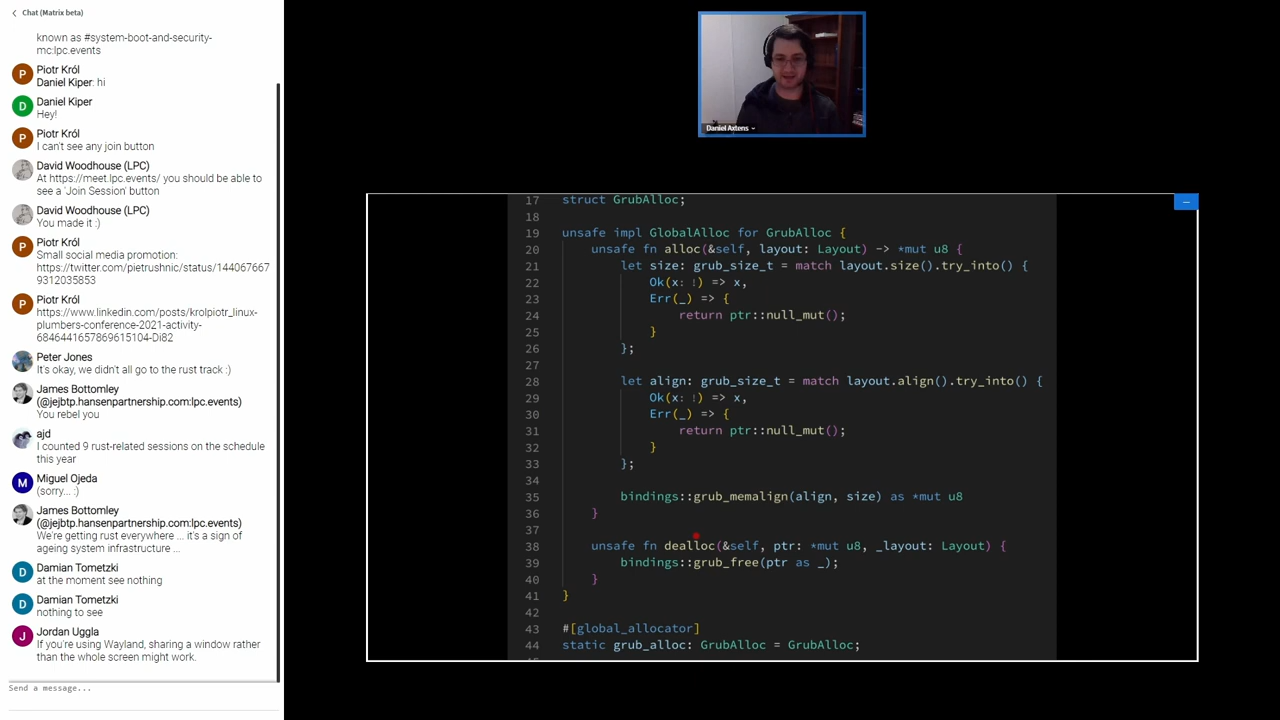 Chat (Matrix beta)
known as #system-boot-and-security-
mc:lpc.events)
P
Piotr Król
Daniel Kiper: hi
D
Daniel Kiper
Hey!
P
Piotr Król
I can't see any join button
David Woodhouse (LPC)
At https://meet.lpc.events/ you should be able to
see a 'Join Session' button
David Woodhouse (LPC)
You made it :)
P
Piotr Król
Small social media promotion:
https://twitter.com/pietrushnic/status/144067667
9312035853
P
Piotr Król
https://www.linkedin.com/posts/krolpiotr_linux-
plumbers-conference-2021-activity-
6846441657869615104-Di82
Peter Jones
It's okay, we didn't all go to the rust track :)
James Bottomley
(@jejbtp.hansenpartnership.com:lpc.events)
You rebel you
ajd
I counted 9 rust-related sessions on the schedule
this year
M
Miguel Ojeda
(sorry... :)
James Bottomley
(@jejbtp.hansenpartnership.com:lpc.events)
We're getting rust everywhere ... it's a sign of
ageing system infrastructure ...
D
Damian Tometzki
at the moment see nothing
D
Damian Tometzki
nothing to see
J
Jordan Uggla
If you're using Wayland, sharing a window rather
than the whole screen might work.
Send a message...
Daniel Axtens
17 struct GrubAlloc;
18
19 unsafe impl GlobalAlloc for GrubAlloc {
20 unsafe fn alloc(&self, layout: Layout) -> *mut u8 {
21 let size: grub_size_t = match layout.size().try_into() {
22 Ok(x: !) => x,
23 Err(_) => {
24 return ptr::null_mut();
25 }
26 };
27
28 let align: grub_size_t = match layout.align().try_into() {
29 Ok(x: !) => x,
30 Err(_) => {
31 return ptr::null_mut();
32 }
33 };
34
35 bindings::grub_memalign(align, size) as *mut u8
36 }
37
38 unsafe fn dealloc(&self, ptr: *mut u8, _layout: Layout) {
39 bindings::grub_free(ptr as _);
40 }
41 }
42
43 #[global_allocator]
44 static grub_alloc: GrubAlloc = GrubAlloc;